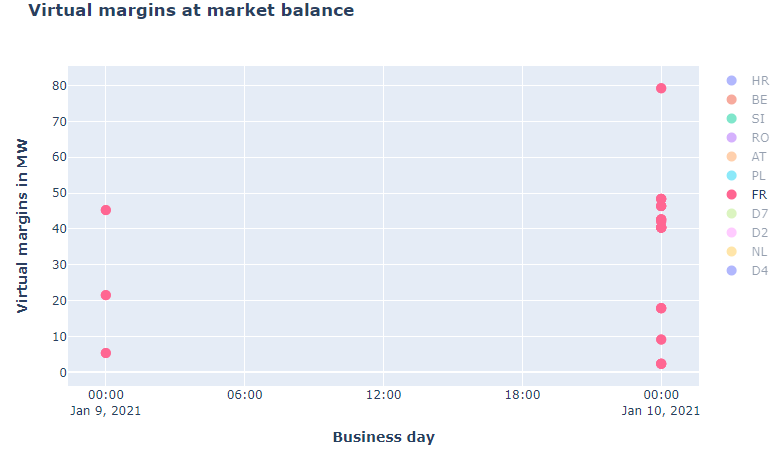 Virtual margins at market balance
Virtual margins in MW
80
70
60
50
40
30
20
10
0
00:00
Jan 9, 2021
06:00
12:00
18:00
00:00
Jan 10, 2021
Business day
HR
BE
SI
RO
AT
PL
FR
D7
D2
NL
D4